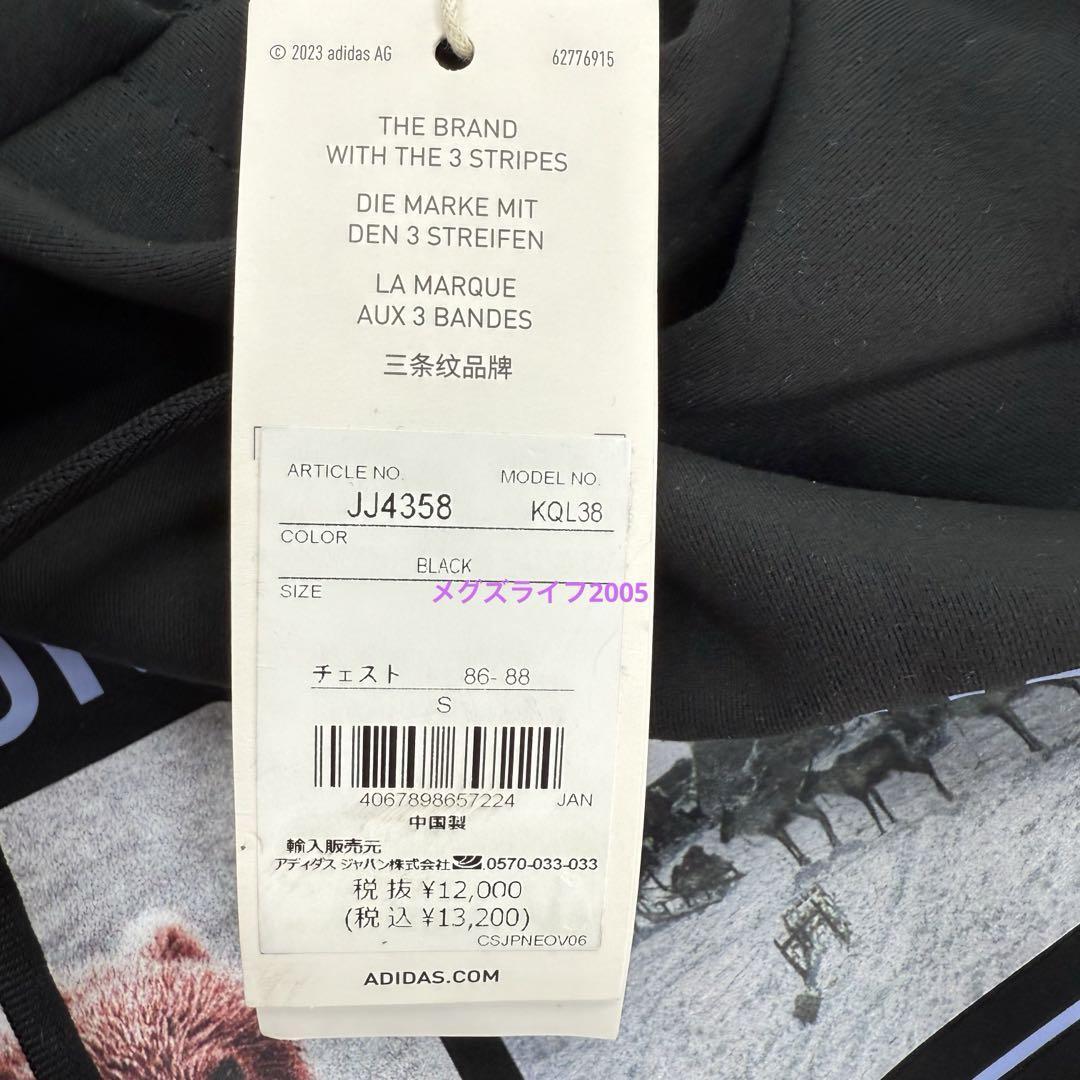 © 2023 adidas AG
62776915
THE BRAND
WITH THE 3 STRIPES
DIE MARKE MIT
DEN 3 STREIFEN
LA MARQUE
AUX 3 BANDES
三条纹品牌
ARTICLE NO.
MODEL NO.
JJ4358
KQL38
COLOR
BLACK
SIZE
メグズライフ2005
チェスト 86-88
S
4067898657224 JAN
中国製
輸入販売元
アディダス ジャパン株式会社 0570-033-033
税抜 ¥12,000
(税込 ¥13,200)
CSJPNEOV06
ADIDAS.COM